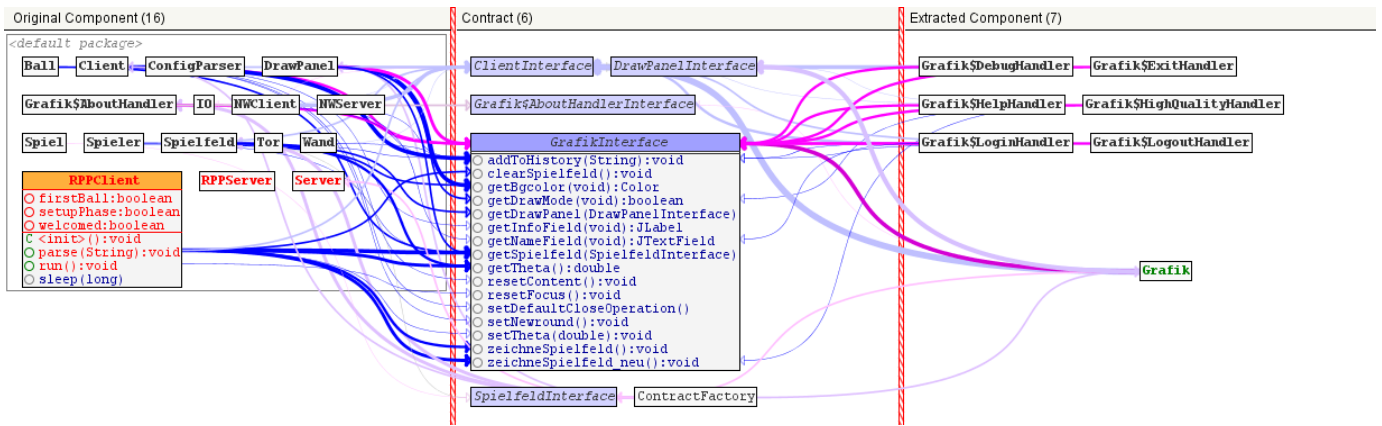 Original Component (16)
Contract (6)
Extracted Component (7)
<default package>
Ball
Client
ConfigParser
DrawPanel
ClientInterface
DrawPanelInterface
Grafik$DebugHandler
Grafik$ExitHandler
Grafik$AboutHandler
IO
NWClient
NWServer
Grafik$AboutHandlerInterface
Grafik$HelpHandler
Grafik$HighQualityHandler
Spiel
Spieler
Spielfeld
Tor
Wand
GrafikInterface
Grafik$LoginHandler
Grafik$LogoutHandler
addToHistory(String):void
clearSpielfeld():void
getBgcolor(void):Color
getDrawMode(void):boolean
getDrawPanel(DrawPanelInterface)
getInfoField(void):JLabel
getNameField(void):JTextField
getSpielfeld(SpielfeldInterface)
getTheta():double
resetContent():void
resetFocus():void
setDefaultCloseOperation()
setNewround():void
setTheta(double):void
zeichneSpielfeld():void
zeichneSpielfeld_neu():void
RPPClient
RPPServer
Server
firstBall:boolean
setupPhase:boolean
welcomed:boolean
C <init>():void
parse(String):void
run():void
sleep(long)
Grafik
SpielfeldInterface
ContractFactory